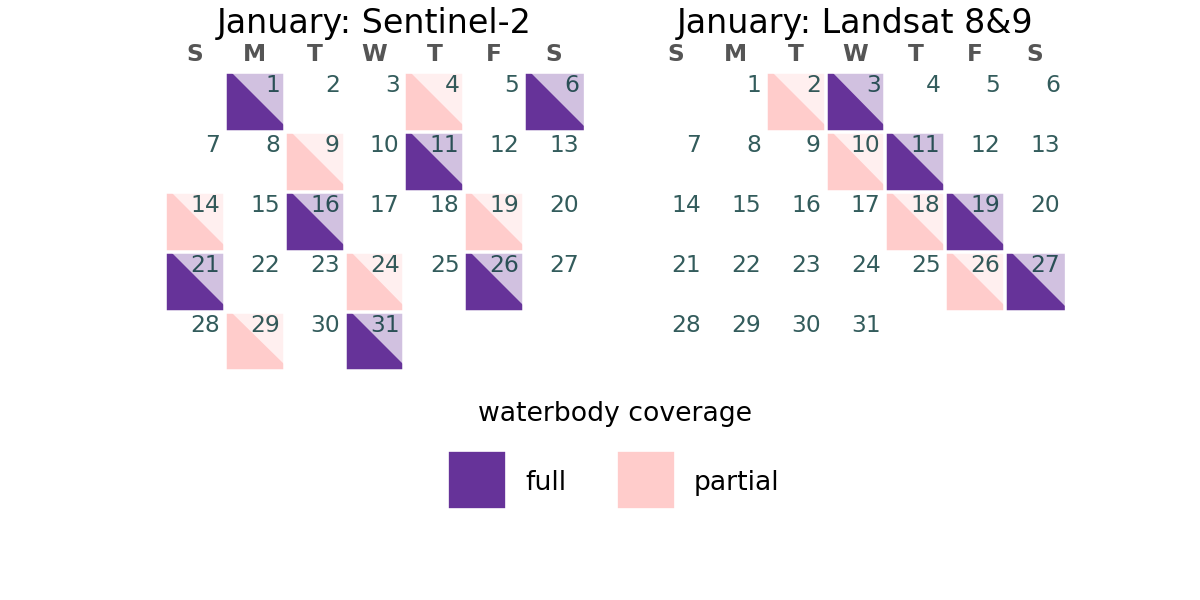 January: Sentinel-2
S M T W T F S
1 2 3 4 5 6
7 8 9 10 11 12 13
14 15 16 17 18 19 20
21 22 23 24 25 26 27
28 29 30 31
January: Landsat 8&9
S M T W T F S
1 2 3 4 5 6
7 8 9 10 11 12 13
14 15 16 17 18 19 20
21 22 23 24 25 26 27
28 29 30 31
waterbody coverage
full partial